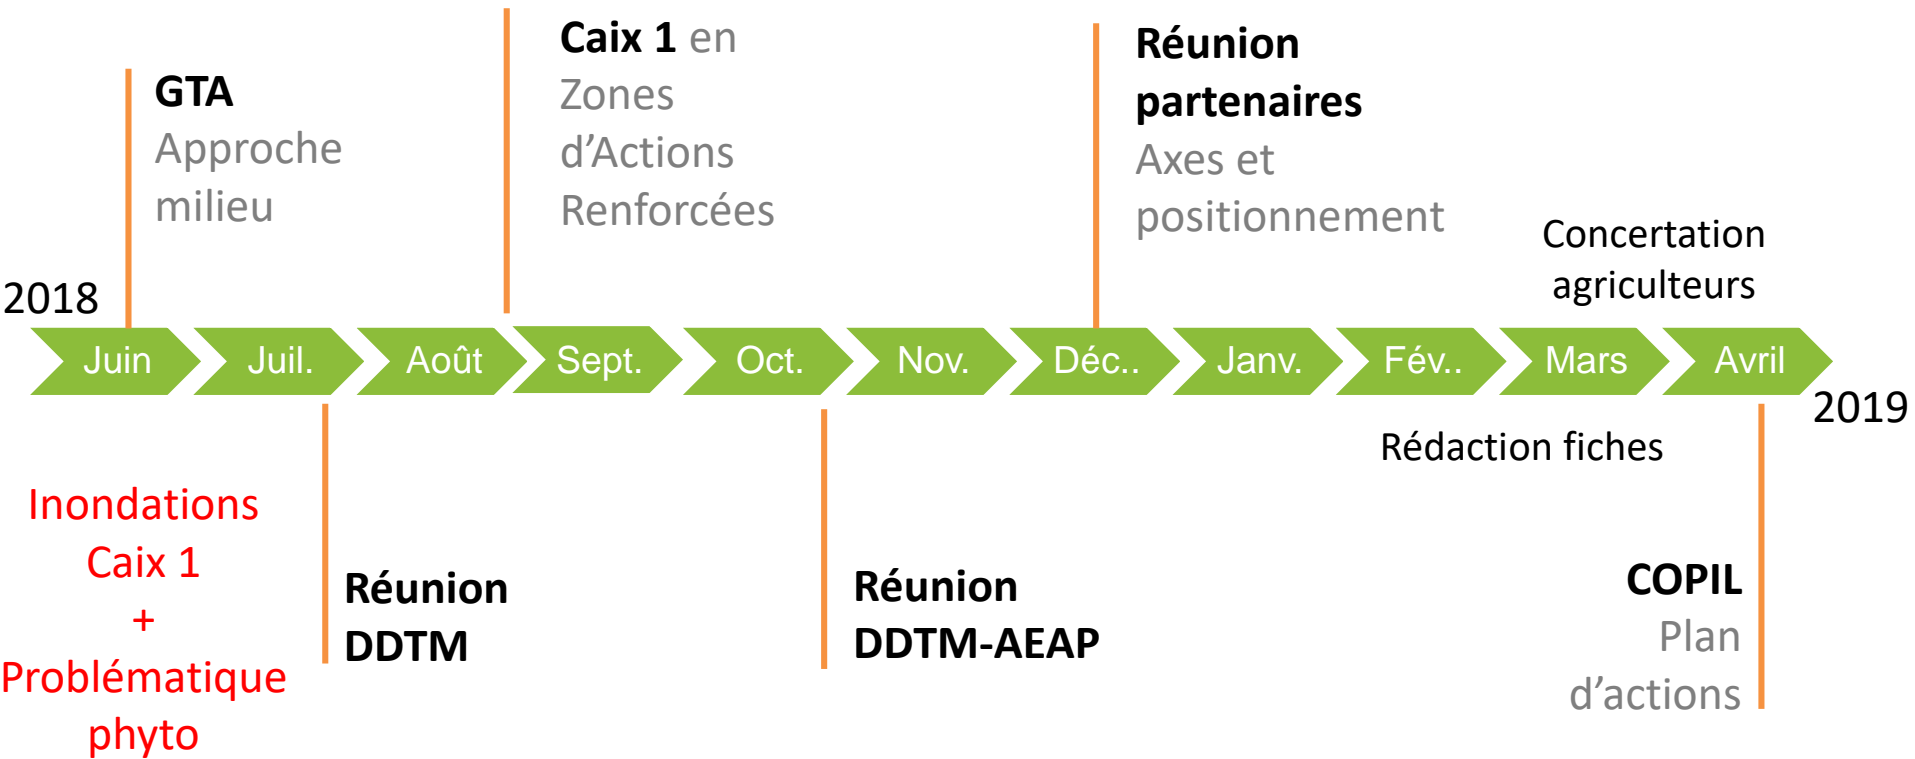 GTA
Approche
milieu
Caix 1 en
Zones
d’Actions
Renforcées
Réunion
partenaires
Axes et
positionnement
Concertation
agriculteurs
2018
Juin
Juil.
Août
Sept.
Oct.
Nov.
Déc..
Janv.
Fév..
Mars
Avril
2019
Rédaction fiches
Inondations
Caix 1
+
Problématique
phyto
Réunion
DDTM
Réunion
DDTM-AEAP
COPIL
Plan
d’actions